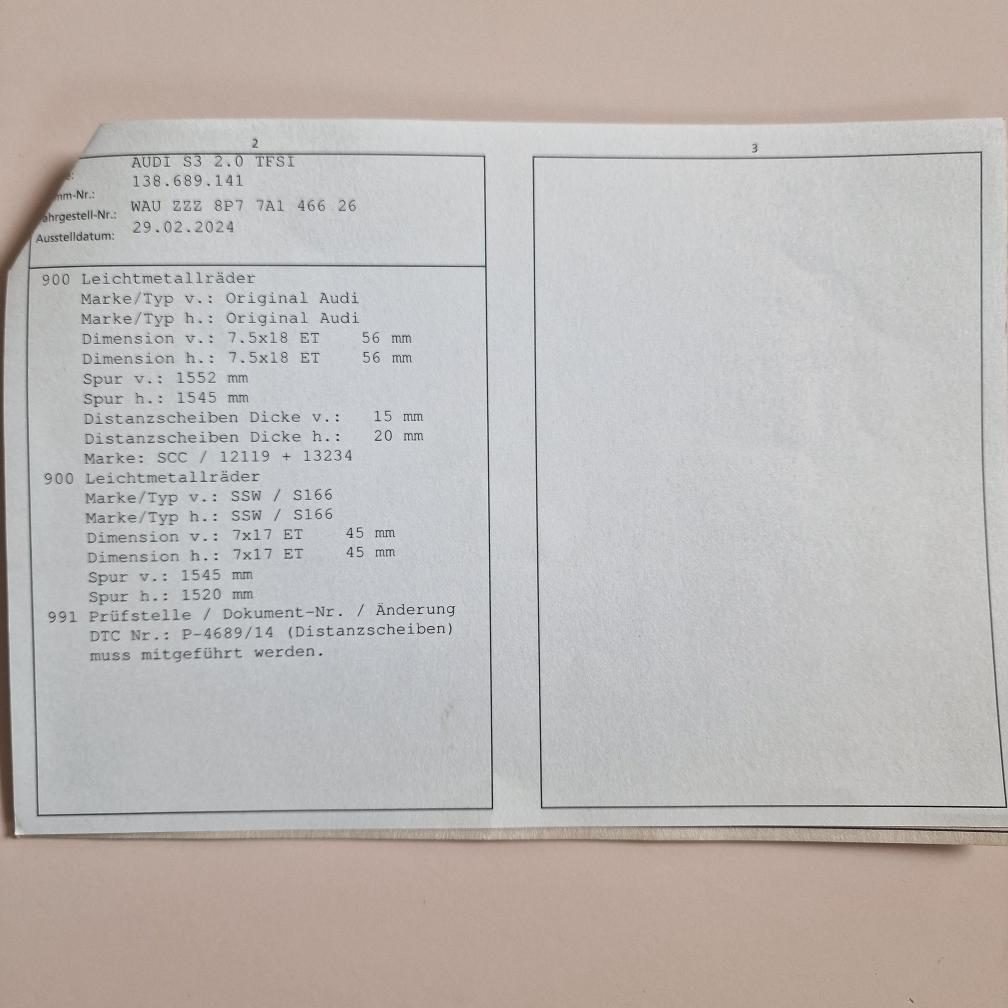 2
AUDI S3 2.0 TFSI
138.689.141
WAU ZZZ 8P7 7A1 466 26
Ausstelldatum: 29.02.2024
900 Leichtmetallräder
Marke/Typ v.: Original Audi
Marke/Typ h.: Original Audi
Dimension v.: 7.5x18 ET 56 mm
Dimension h.: 7.5x18 ET 56 mm
Spur v.: 1552 mm
Spur h.: 1545 mm
Distanzscheiben Dicke v.: 15 mm
Distanzscheiben Dicke h.: 20 mm
Marke: SCC / 12119 + 13234
900 Leichtmetallräder
Marke/Typ v.: SSW / S166
Marke/Typ h.: SSW / S166
Dimension v.: 7x17 ET 45 mm
Dimension h.: 7x17 ET 45 mm
Spur v.: 1545 mm
Spur h.: 1520 mm
991 Prüfstelle / Dokument-Nr. / Änderung
DTC Nr.: P-4689/14 (Distanzscheiben)
muss mitgeführt werden.
3